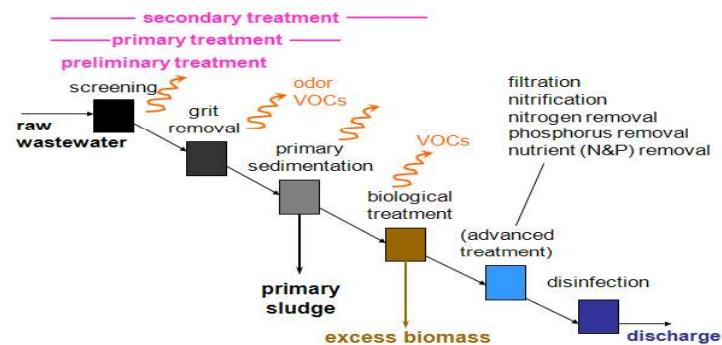 secondary treatment
primary treatment
preliminary treatment
screening
raw
wastewater
grit
removal
odor
VOCs
primary
sedimentation
VOCs
biological
treatment
filtration
nitrification
nitrogen removal
phosphorus removal
nutrient (N&P) removal
(advanced
treatment)
disinfection
primary
sludge
excess biomass
discharge